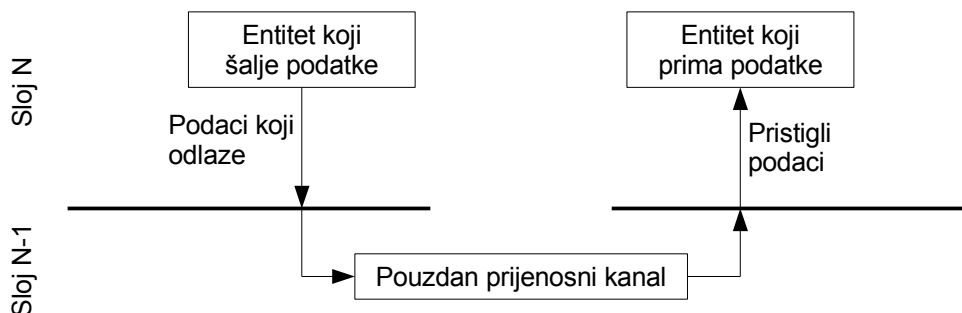 Sloj N
Entitet koji
šalje podatke
Entitet koji
prima podatke
Podaci koji
odlaze
Pristigli
podaci
Sloj N-1
Pouzdan prijenosni kanal